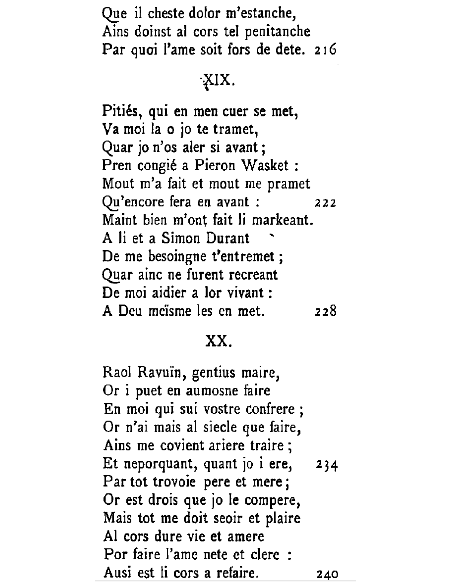 Que il cheste dolor m'estanche,
Ains doinst al cors tel penitanche
Par quoi l'ame soit fors de dete. 216
XIX.
Pitiés, qui en men cuer se met,
Va moi la o jo te tramet,
Quar jo n'os aler si avant ;
Pren congié a Pieron Wasket :
Mout m'a fait et mout me pramet
Qu'encore fera en avant : 222
Maint bien m'ont fait li markeant.
A li et a Simon Durant
De me besoingne t'entremet ;
Quar ainc ne furent recreant
De moi aidier a lor vivant :
A Deu meïsme les en met. 228
XX.
Raol Ravuïn, gentius maire,
Or i puet en aumosne faire
En moi qui sui vostre confrere ;
Or n'ai mais al siecle que faire,
Ains me covient ariere traire ;
Et neporquant, quant jo i ere, 234
Par tot trovoie pere et mere ;
Or est drois que jo le compere,
Mais tot me doit seoir et plaire
Al cors dure vie et amere
Por faire l'ame nete et clere :
Ausi est li cors a refaire. 240